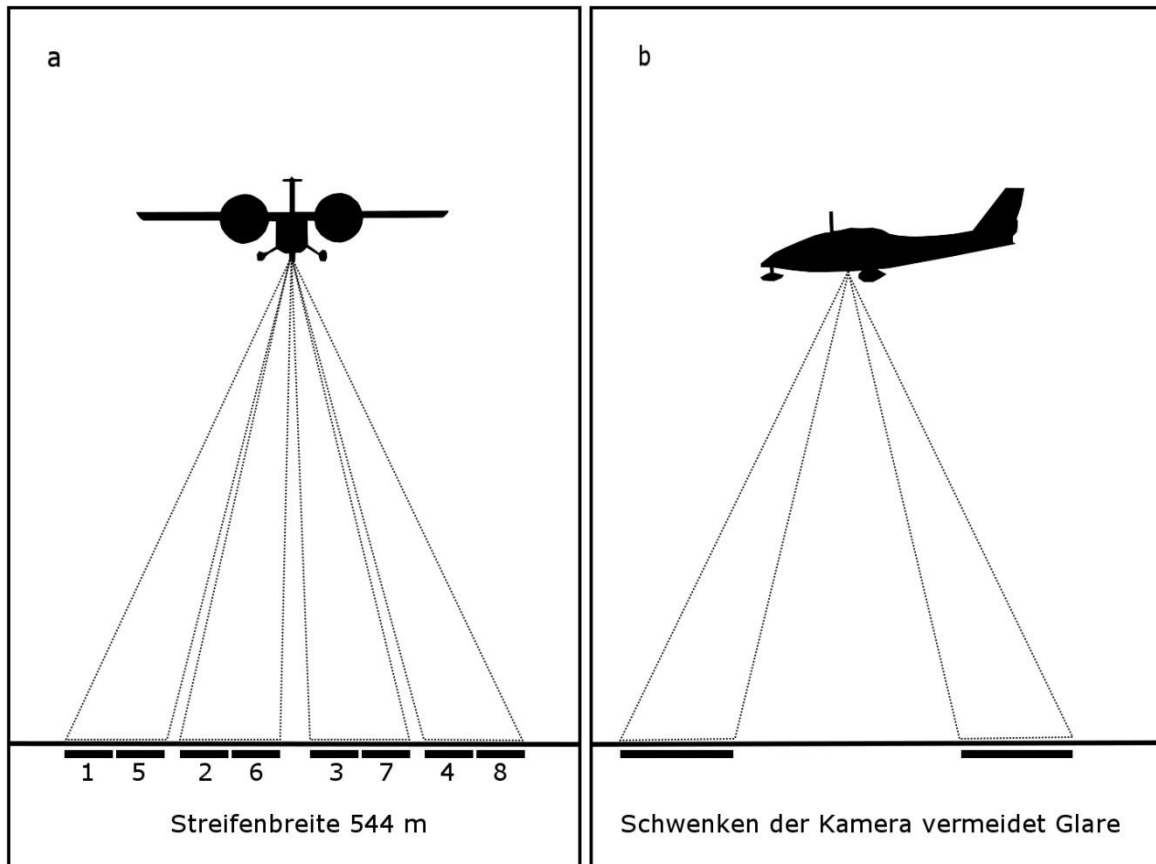 a
1 5 2 6 3 7 4 8
Streifenbreite 544 m
b
Schwenken der Kamera vermeidet Glare